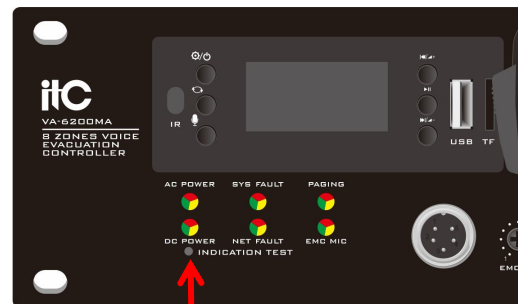 itc
VA-6200MA
8 ZONES VOICE
EVACUATION
CONTROLLER
IR
USB TF
AC POWER SYS FAULT PAGING
DC POWER NET FAULT EMC MIC
INDICATION TEST
EMC